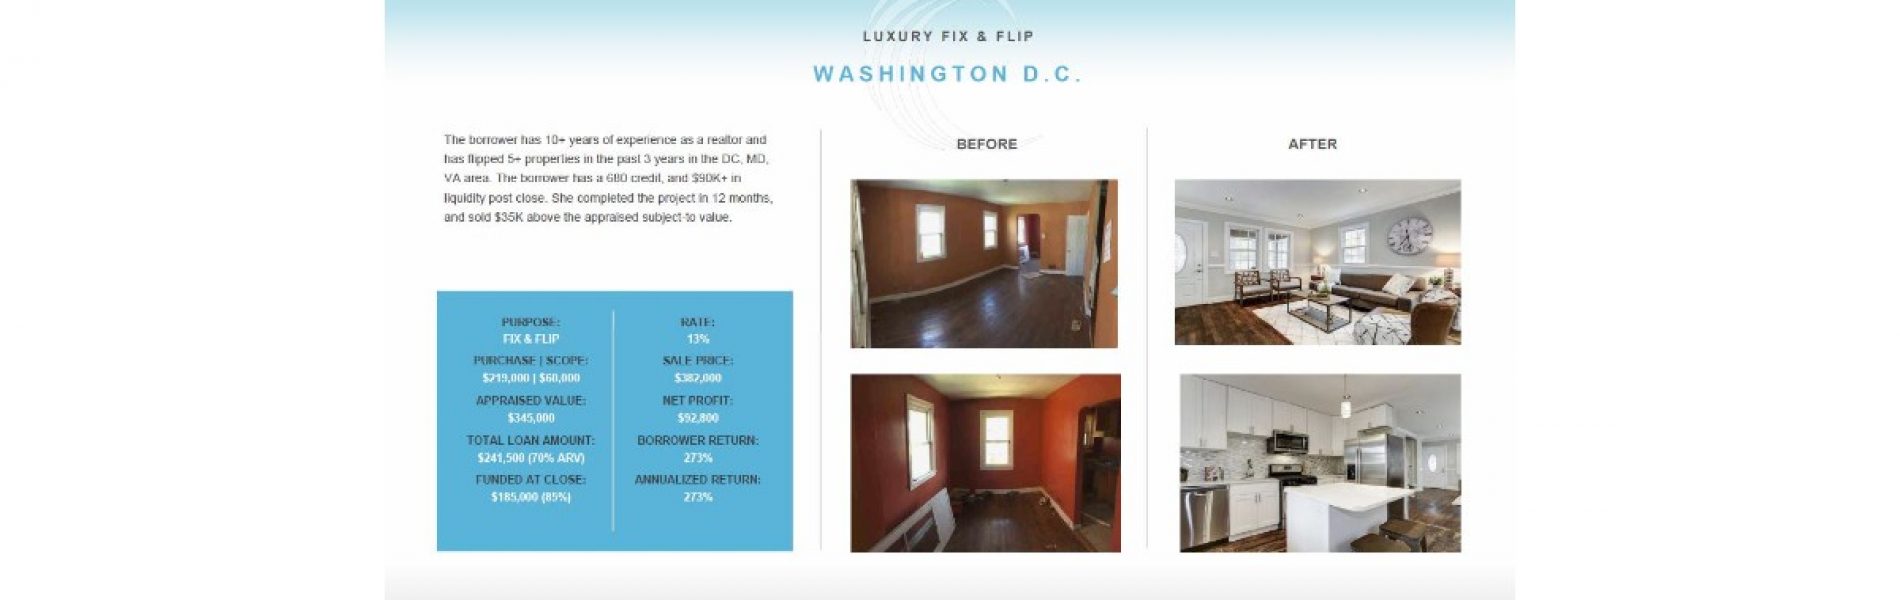 LUXURY FIX & FLIP
WASHINGTON D.C.
The borrower has 10+ years of experience as a realtor and
has flipped 5+ properties in the past 3 years in the DC, MD,
VA area. The borrower has a 680 credit, and $90K+ in
liquidity post close. She completed the project in 12 months,
and sold $35K above the appraised subject-to value.
PURPOSE:
FIX & FLIP
PURCHASE | SCOPE:
$219,000 | $60,000
APPRAISED VALUE:
$345,000
TOTAL LOAN AMOUNT:
$241,500 (70% ARV)
FUNDED AT CLOSE:
$185,000 (85%)
RATE:
13%
SALE PRICE:
$382,000
NET PROFIT:
$92,800
BORROWER RETURN:
273%
ANNUALIZED RETURN:
273%
BEFORE
AFTER